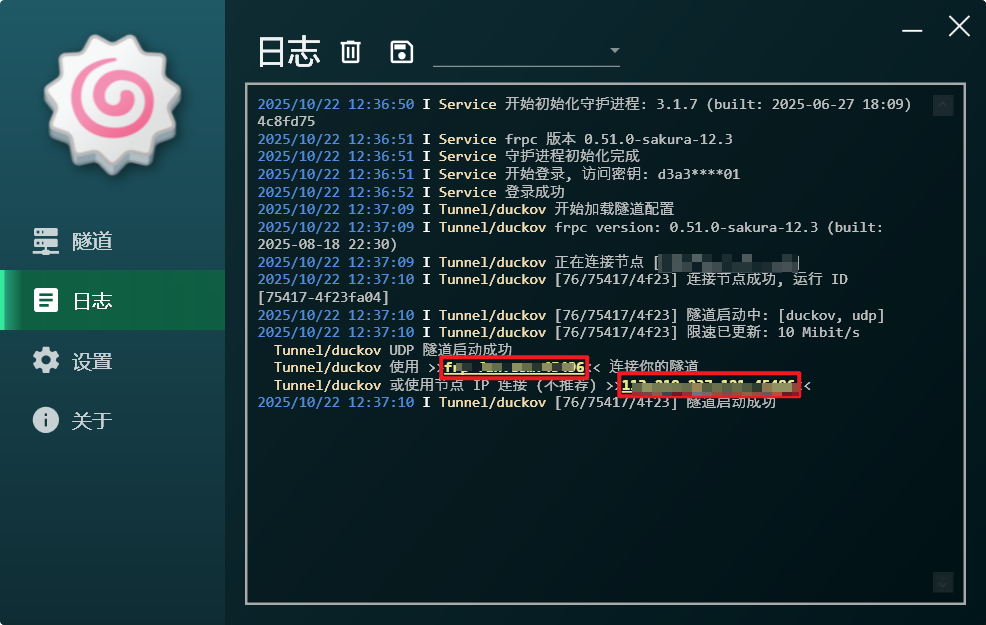 日志
隧道
日志
设置
关于
2025/10/22 12:36:50 I Service 开始初始化守护进程: 3.1.7 (built: 2025-06-27 18:09)
4c8fd75
2025/10/22 12:36:51 I Service frpc 版本 0.51.0-sakura-12.3
2025/10/22 12:36:51 I Service 守护进程初始化完成
2025/10/22 12:36:51 I Service 开始登录, 访问密钥: d3a3****01
2025/10/22 12:36:52 I Service 登录成功
2025/10/22 12:37:09 I Tunnel/duckov 开始加载隧道配置
2025/10/22 12:37:09 I Tunnel/duckov frpc version: 0.51.0-sakura-12.3 (built:
2025-08-18 22:30)
2025/10/22 12:37:09 I Tunnel/duckov 正在连接节点 [
2025/10/22 12:37:10 I Tunnel/duckov [76/75417/4f23] 连接节点成功, 运行 ID
[75417-4f23fa04]
2025/10/22 12:37:10 I Tunnel/duckov [76/75417/4f23] 隧道启动中: [duckov, udp]
2025/10/22 12:37:10 I Tunnel/duckov [76/75417/4f23] 限速已更新: 10 Mibit/s
Tunnel/duckov UDP 隧道启动成功
Tunnel/duckov 使用 >> << 连接你的隧道
Tunnel/duckov 或使用节点 IP 连接 (不推荐) >> <<
2025/10/22 12:37:10 I Tunnel/duckov [76/75417/4f23] 隧道启动成功